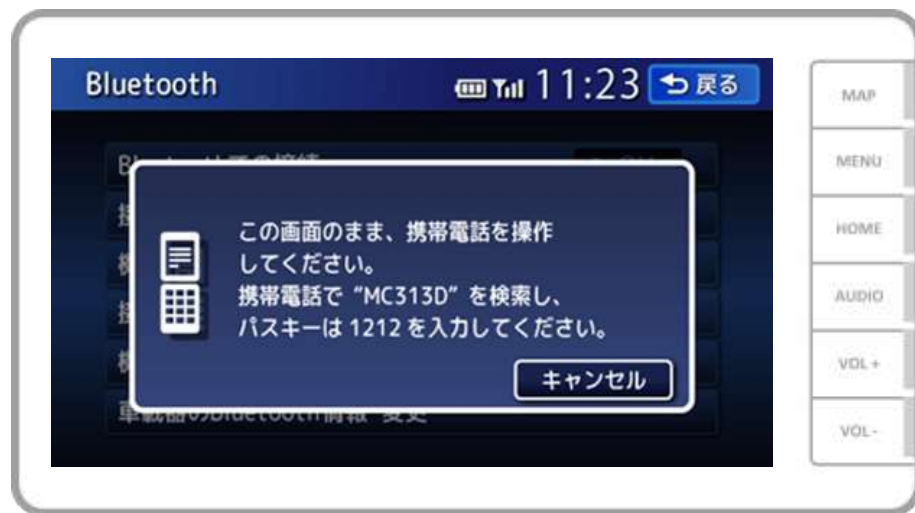 Bluetooth
11:23
戻る
この画面のまま、携帯電話を操作
してください。
携帯電話で “MC313D” を検索し、
パスキーは 1212 を入力してください。
キャンセル
MAP
MENU
HOME
AUDIO
VOL +
VOL -